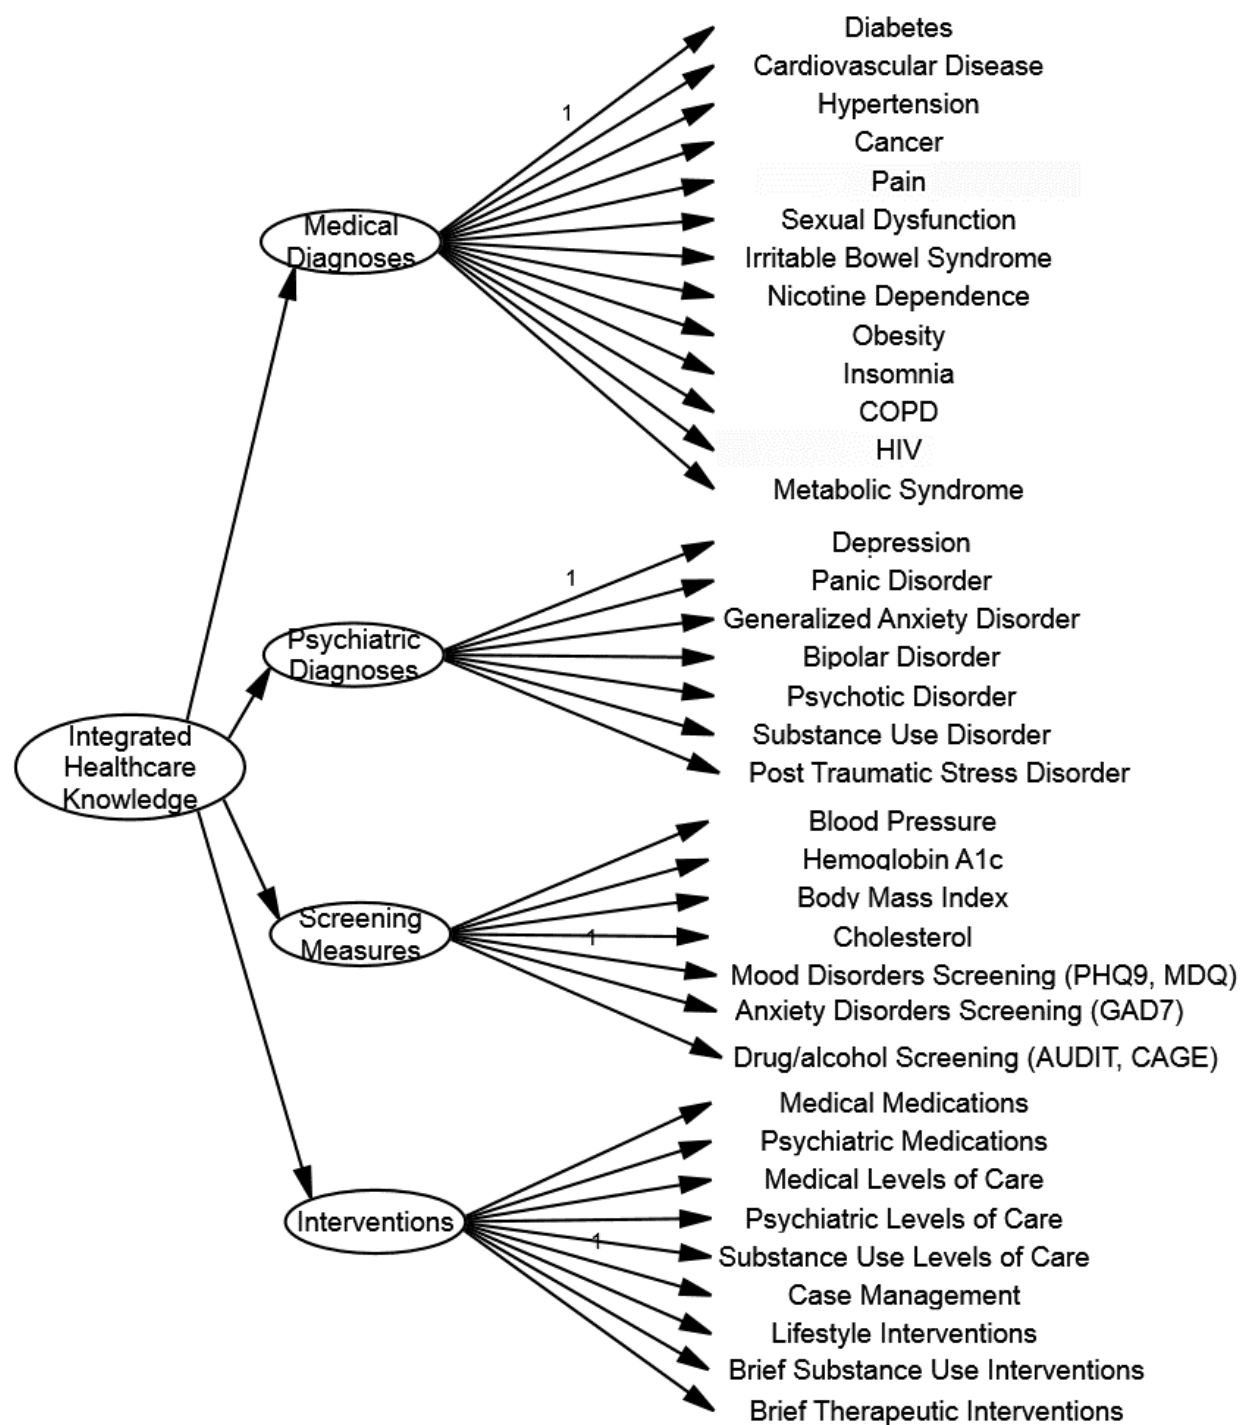 Diabetes
Cardiovascular Disease
1
Hypertension
Cancer
Pain
Medical
Diagnoses
Sexual Dysfunction
Irritable Bowel Syndrome
Nicotine Dependence
Obesity
Insomnia
COPD
HIV
Metabolic Syndrome
Depression
1
Panic Disorder
Generalized Anxiety Disorder
Psychiatric
Diagnoses
Bipolar Disorder
Psychotic Disorder
Substance Use Disorder
Post Traumatic Stress Disorder
Integrated
Healthcare
Knowledge
Blood Pressure
Hemoglobin A1c
Body Mass Index
Screening
Measures
1
Cholesterol
Mood Disorders Screening (PHQ9, MDQ)
Anxiety Disorders Screening (GAD7)
Drug/alcohol Screening (AUDIT, CAGE)
Medical Medications
Psychiatric Medications
Medical Levels of Care
Interventions
Psychiatric Levels of Care
1
Substance Use Levels of Care
Case Management
Lifestyle Interventions
Brief Substance Use Interventions
Brief Therapeutic Interventions